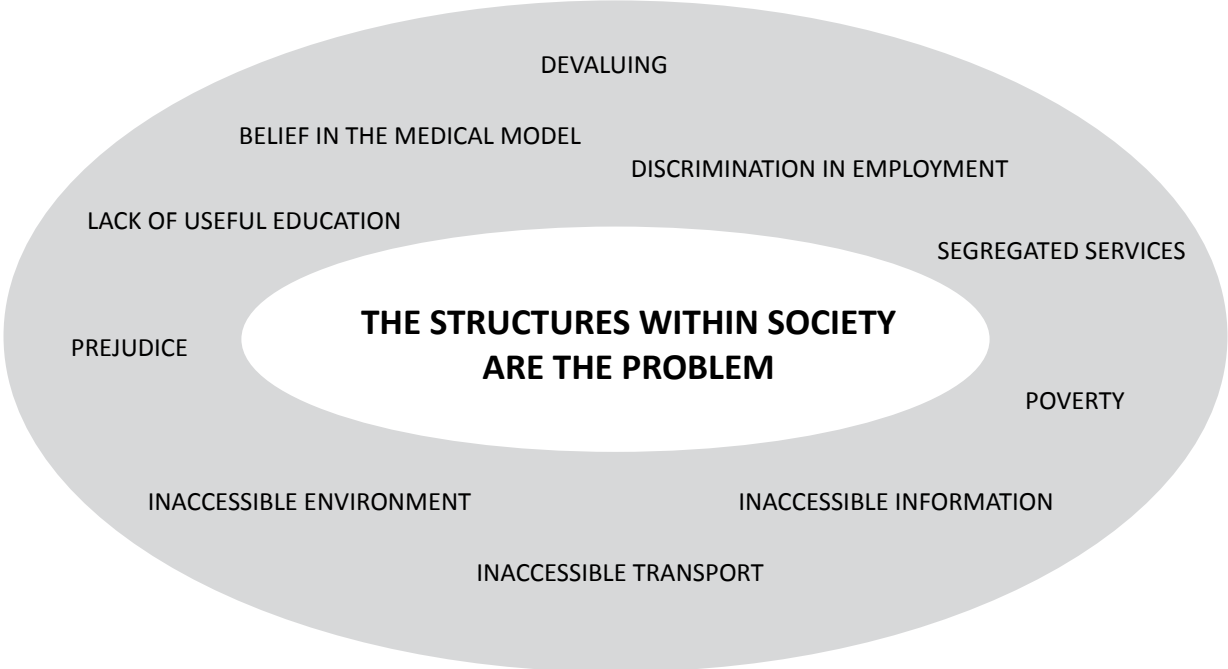 DEVALUING
BELIEF IN THE MEDICAL MODEL
DISCRIMINATION IN EMPLOYMENT
LACK OF USEFUL EDUCATION
SEGREGATED SERVICES
THE STRUCTURES WITHIN SOCIETY
ARE THE PROBLEM
PREJUDICE
POVERTY
INACCESSIBLE ENVIRONMENT
INACCESSIBLE INFORMATION
INACCESSIBLE TRANSPORT